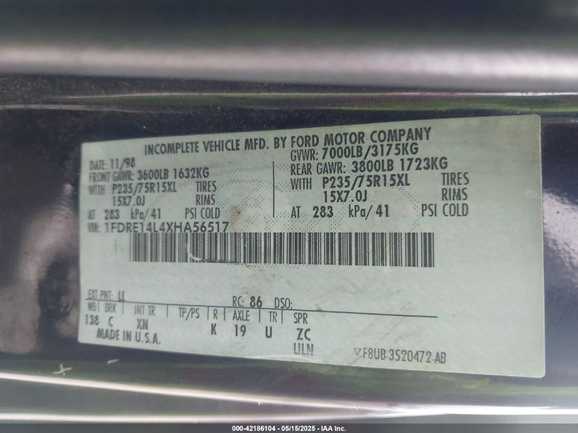 INCOMPLETE VEHICLE MFD. BY FORD MOTOR COMPANY
DATE: 11/98 GVWR: 7000LB/3175KG
FRONT GAWR: 3600LB 1632KG REAR GAWR: 3800LB 1723KG
WITH P235/75R15XL TIRES WITH P235/75R15XL TIRES
15X7.0J RIMS 15X7.0J RIMS
AT 283 kPa/41 PSI COLD AT 283 kPa/41 PSI COLD
VIN: 1FDRE14L4XHA56517
EXT PNT: LL RC: 86 DSO:
WB BRK INT TR TP/PS R AXLE TR SPR
138 C XN K 19 U ZC
MADE IN U.S.A. ULN
F8UB 3S20472 AB
000-42186104 - 05/15/2025 - IAA Inc.